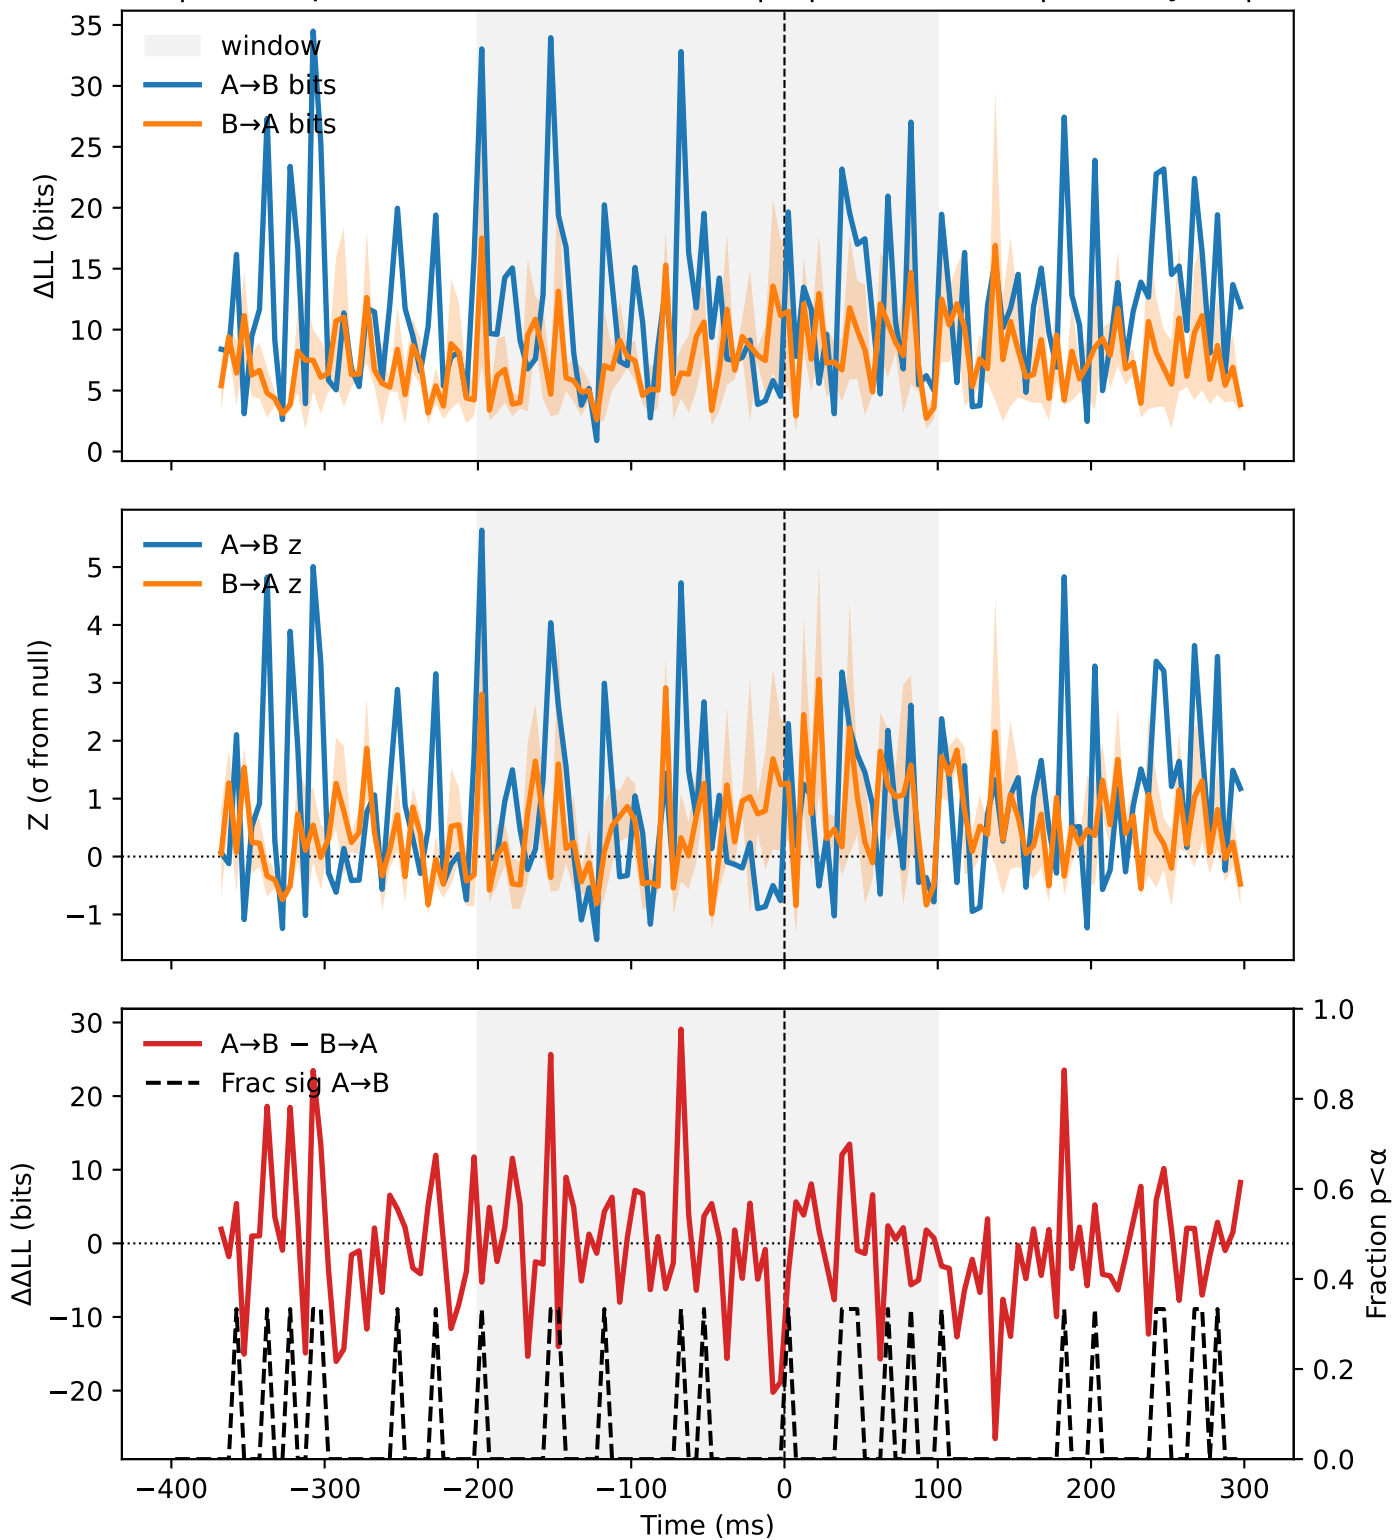 35
30
25
20
15
10
5
0
ΔLL (bits)
window
A→B bits
B→A bits
5
4
3
2
1
0
−1
Z (σ from null)
A→B z
B→A z
30
20
10
0
−10
−20
ΔΔLL (bits)
A→B − B→A
Frac sig A→B
1.0
0.8
0.6
0.4
0.2
0.0
Fraction p<α
−400 −300 −200 −100 0 100 200 300
Time (ms)